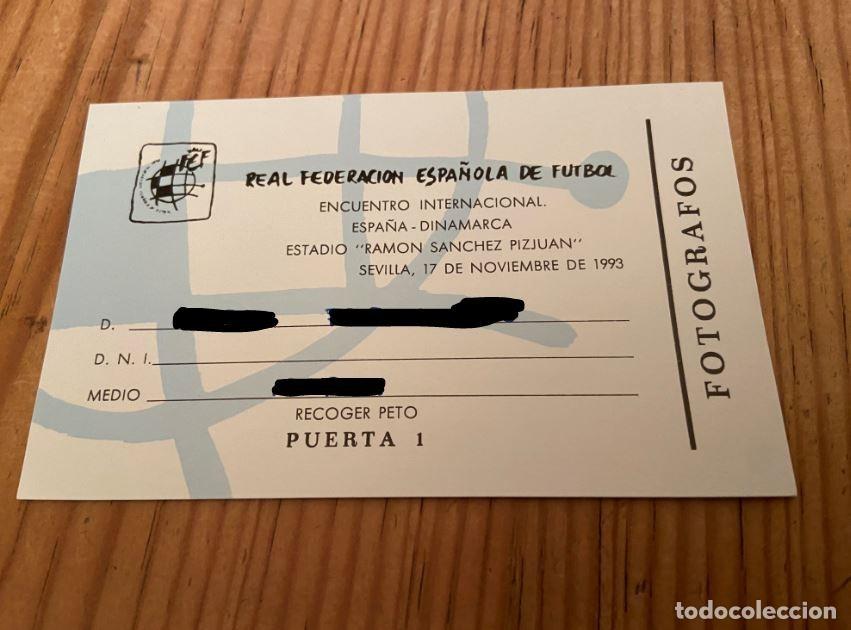 FCF
REAL FEDERACION ESPAÑOLA DE FUTBOL
ENCUENTRO INTERNACIONAL.
ESPAÑA - DINAMARCA
ESTADIO "RAMON SANCHEZ PIZJUAN"
SEVILLA, 17 DE NOVIEMBRE DE 1993
D.
D. N. I.
MEDIO
RECOGER PETO
PUERTA 1
FOTOGRAFOS
todocoleccion